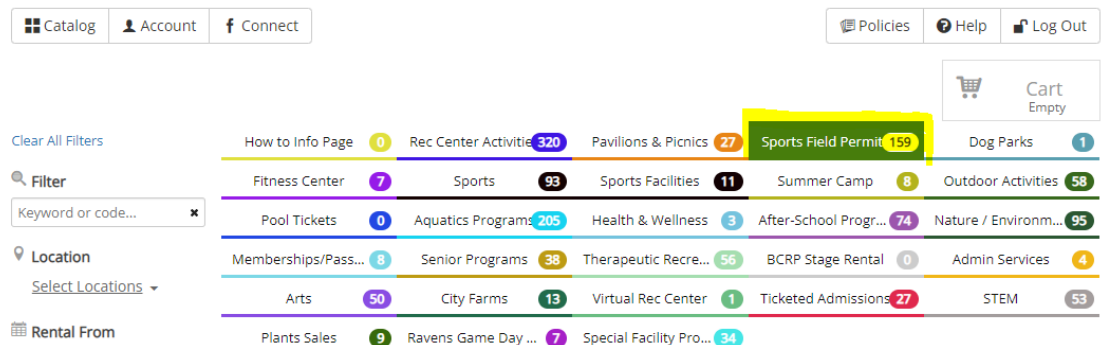 Catalog Account Connect Policies Help Log Out
Cart
Empty
Clear All Filters How to Info Page 0 Rec Center Activitie 320 Pavilions & Picnics 27 Sports Field Permit 159 Dog Parks 1
Filter Fitness Center 7 Sports 93 Sports Facilities 11 Summer Camp 8 Outdoor Activities 58
Keyword or code... × Pool Tickets 0 Aquatics Programs 205 Health & Wellness 3 After-School Progr... 74 Nature / Environm... 95
Location Memberships/Pass... 8 Senior Programs 38 Therapeutic Recre... 56 BCRP Stage Rental 0 Admin Services 4
Select Locations Arts 50 City Farms 13 Virtual Rec Center 1 Ticketed Admissions 27 STEM 53
Rental From Plants Sales 9 Ravens Game Day ... 7 Special Facility Pro... 34